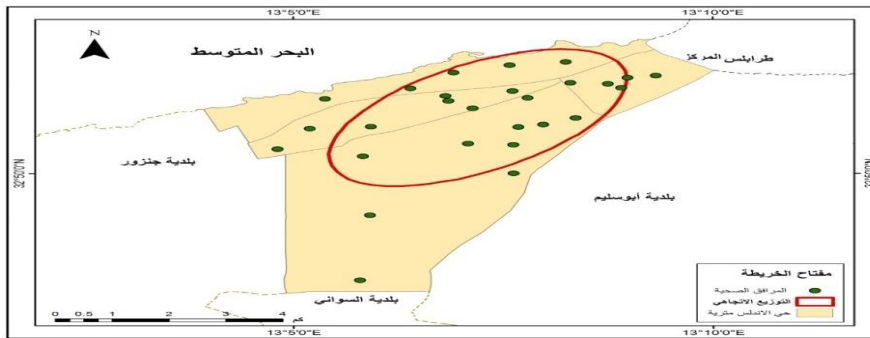 13°5'0"E
13°10'0"E
N
البحر المتوسط
طرابلس المركز
بلدية جنزور
32°5'0"N
بلدية أبوسليم
بلدية السواني
مفتاح الخريطة
المرافق الصحية
التوزيع الاتجاهي
حي الاندلس مترية
0 0.5 1 2 3 4
كم
13°5'0"E
13°10'0"E